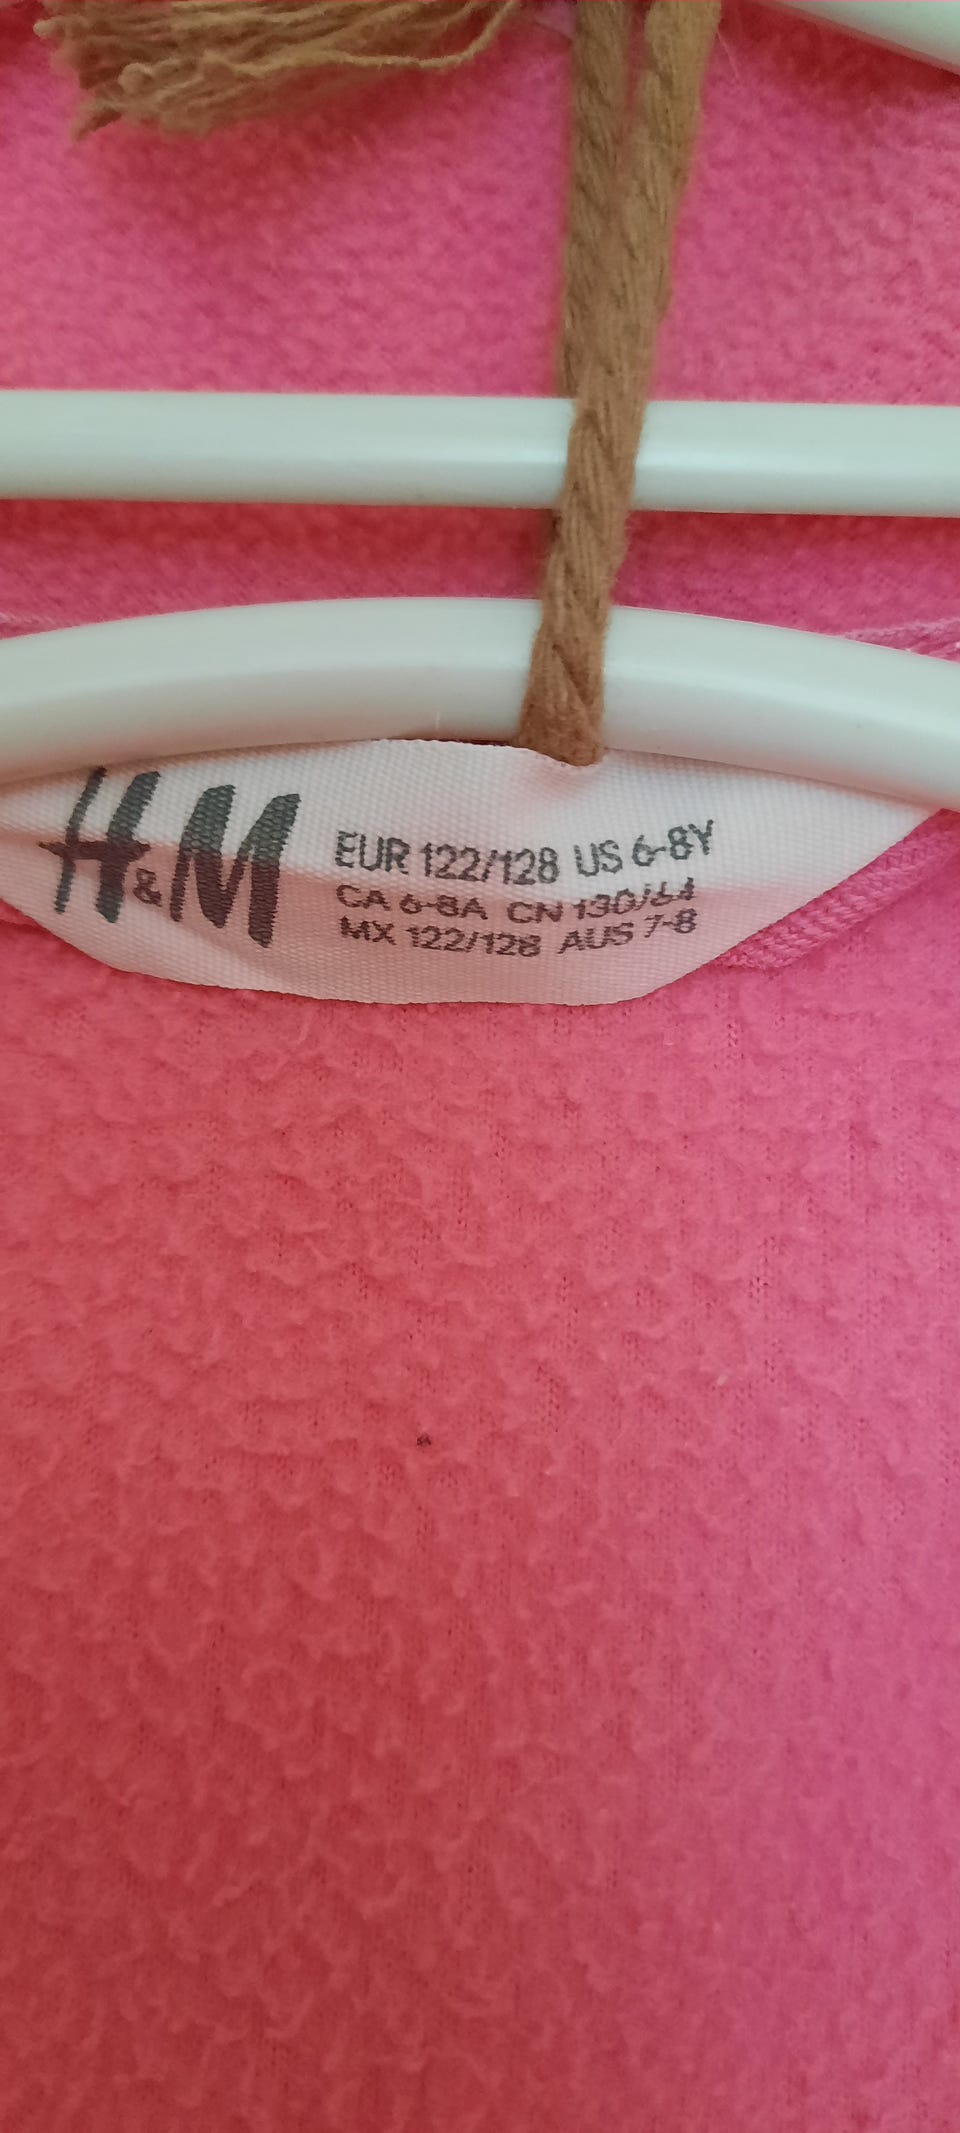 H&M
EUR 122/128 US 6-8Y
CA 6-8A CN 130/64
MX 122/128 AUS 7-8